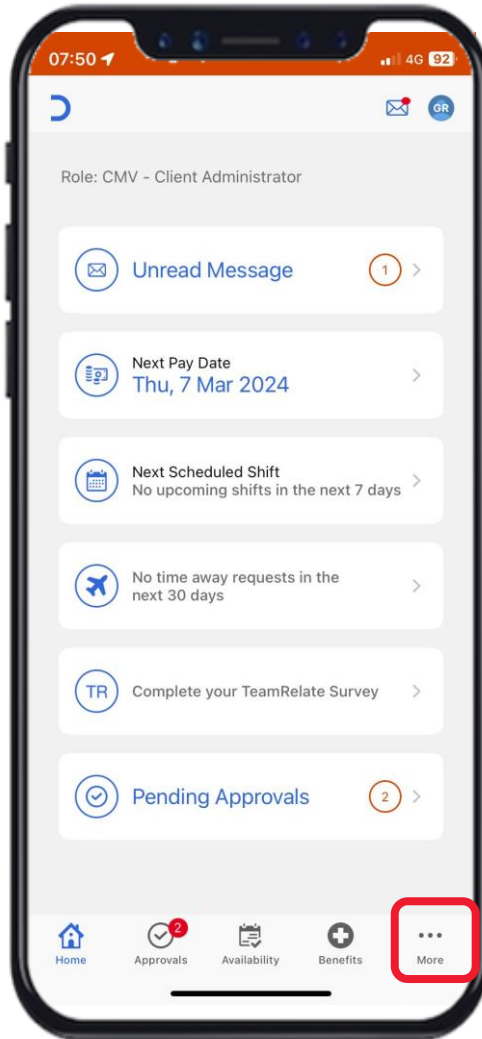 07:50
4G 92
GR
Role: CMV - Client Administrator
Unread Message
1
Next Pay Date
Thu, 7 Mar 2024
Next Scheduled Shift
No upcoming shifts in the next 7 days
No time away requests in the
next 30 days
TR
Complete your TeamRelate Survey
Pending Approvals
2
2
Home
Approvals
Availability
Benefits
More